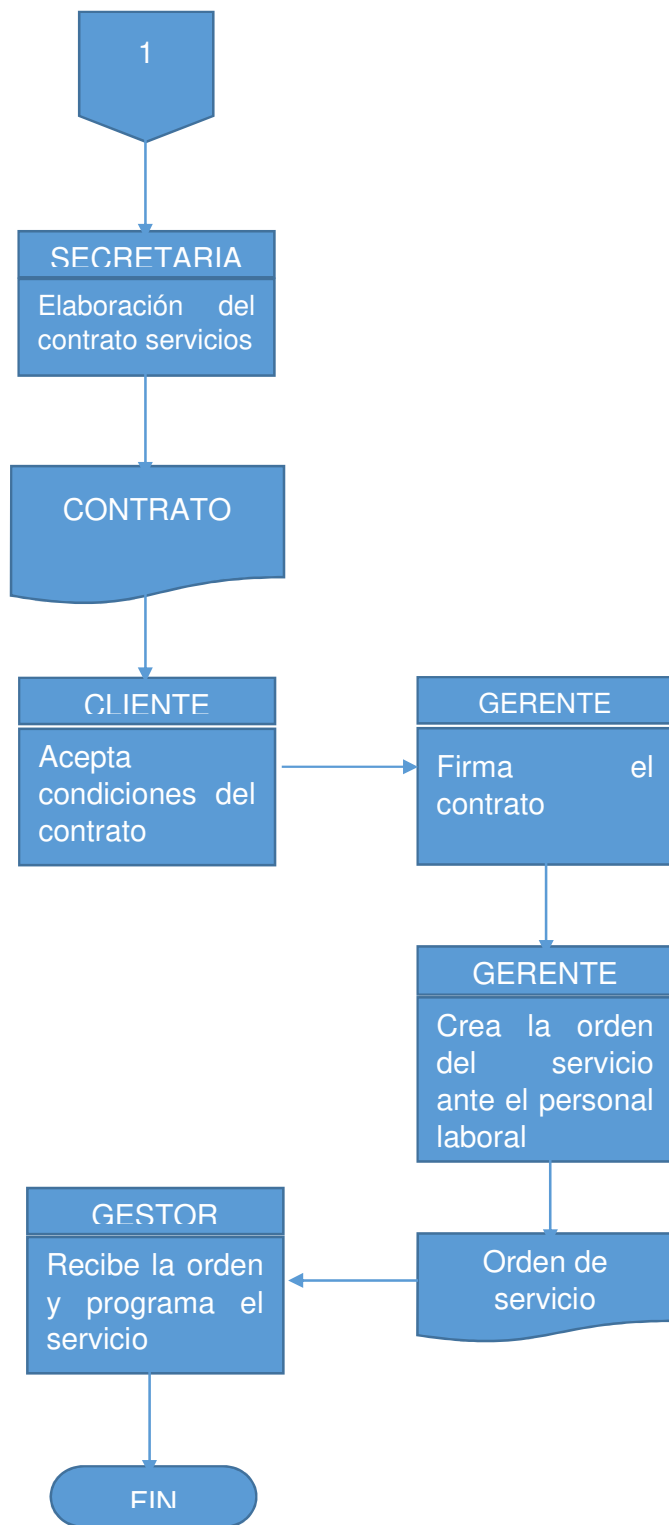 1
SECRETARIA
Elaboración del
contrato servicios
CONTRATO
CLIENTE
Acepta
condiciones del
contrato
GERENTE
Firma el
contrato
GERENTE
Crea la orden
del servicio
ante el personal
laboral
Orden de
servicio
GESTOR
Recibe la orden
y programa el
servicio
FIN